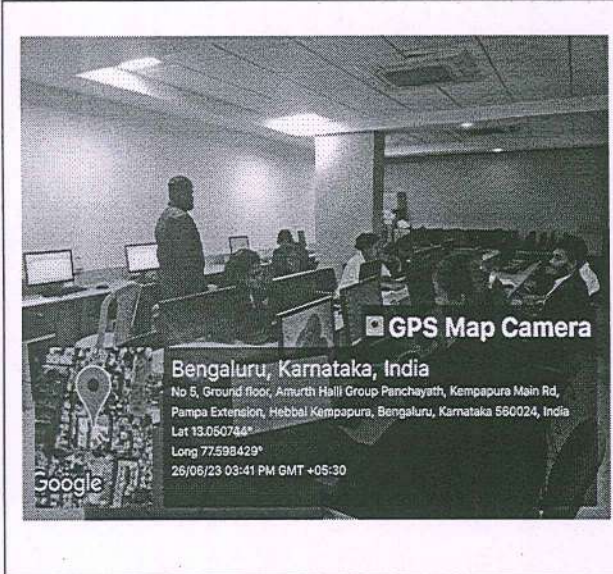 GPS Map Camera
Bengaluru, Karnataka, India
No 5, Ground floor, Amurth Halli Group Panchayath, Kempapura Main Rd,
Pampa Extension, Hebbal Kempapura, Bengaluru, Karnataka 560024, India
Lat 13.050744°
Long 77.598429°
26/06/23 03:41 PM GMT +05:30
Google